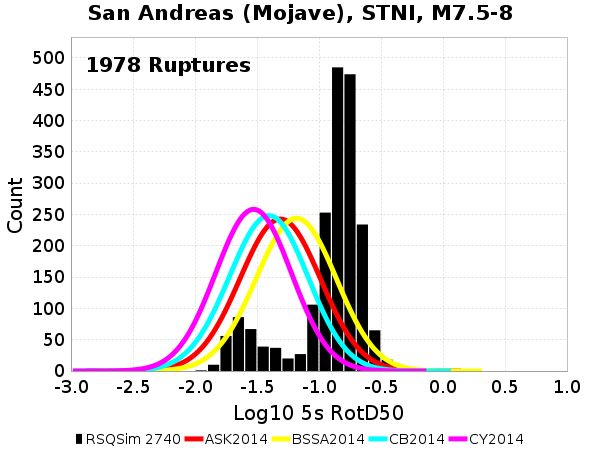 San Andreas (Mojave), STNI, M7.5-8
1978 Ruptures
500
450
400
350
300
250
200
150
100
50
0
Count
-3.0 -2.5 -2.0 -1.5 -1.0 -0.5 0.0 0.5 1.0
Log10 5s RotD50
RSQSim 2740 ASK2014 BSSA2014 CB2014 CY2014